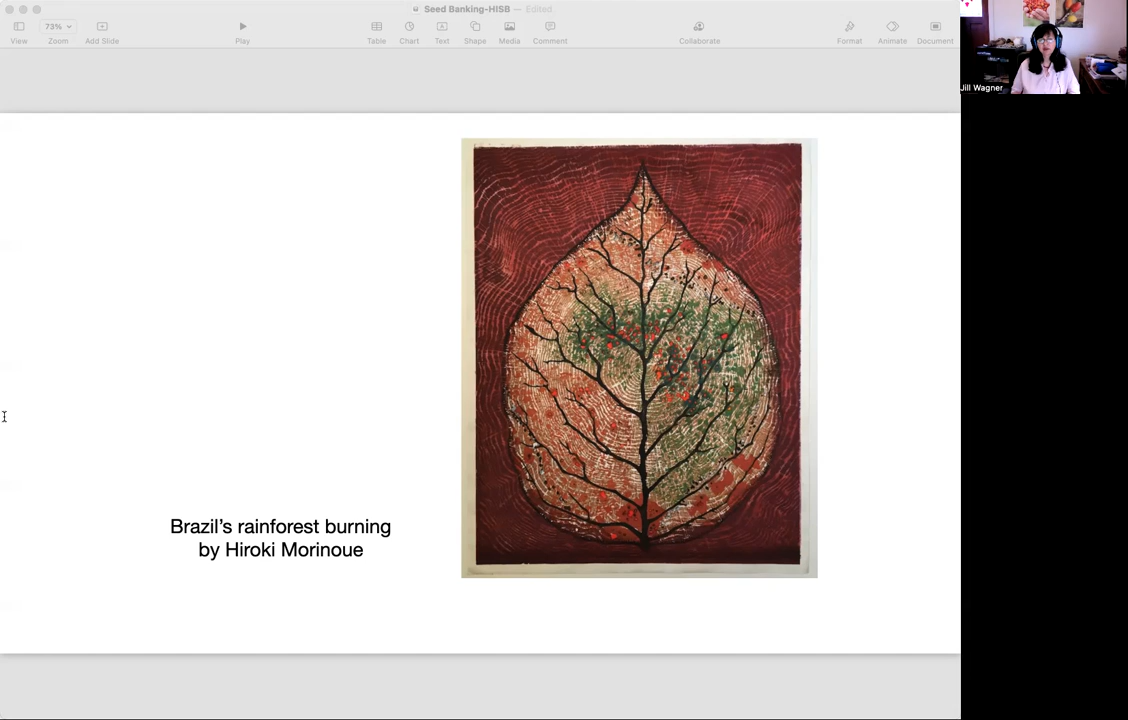 Seed Banking-HISB — Edited
73%
View Zoom Add Slide Play Table Chart Text Media Shape Comment Collaborate Format Animate Document
Jill Wagner
Brazil’s rainforest burning
by Hiroki Morinoue